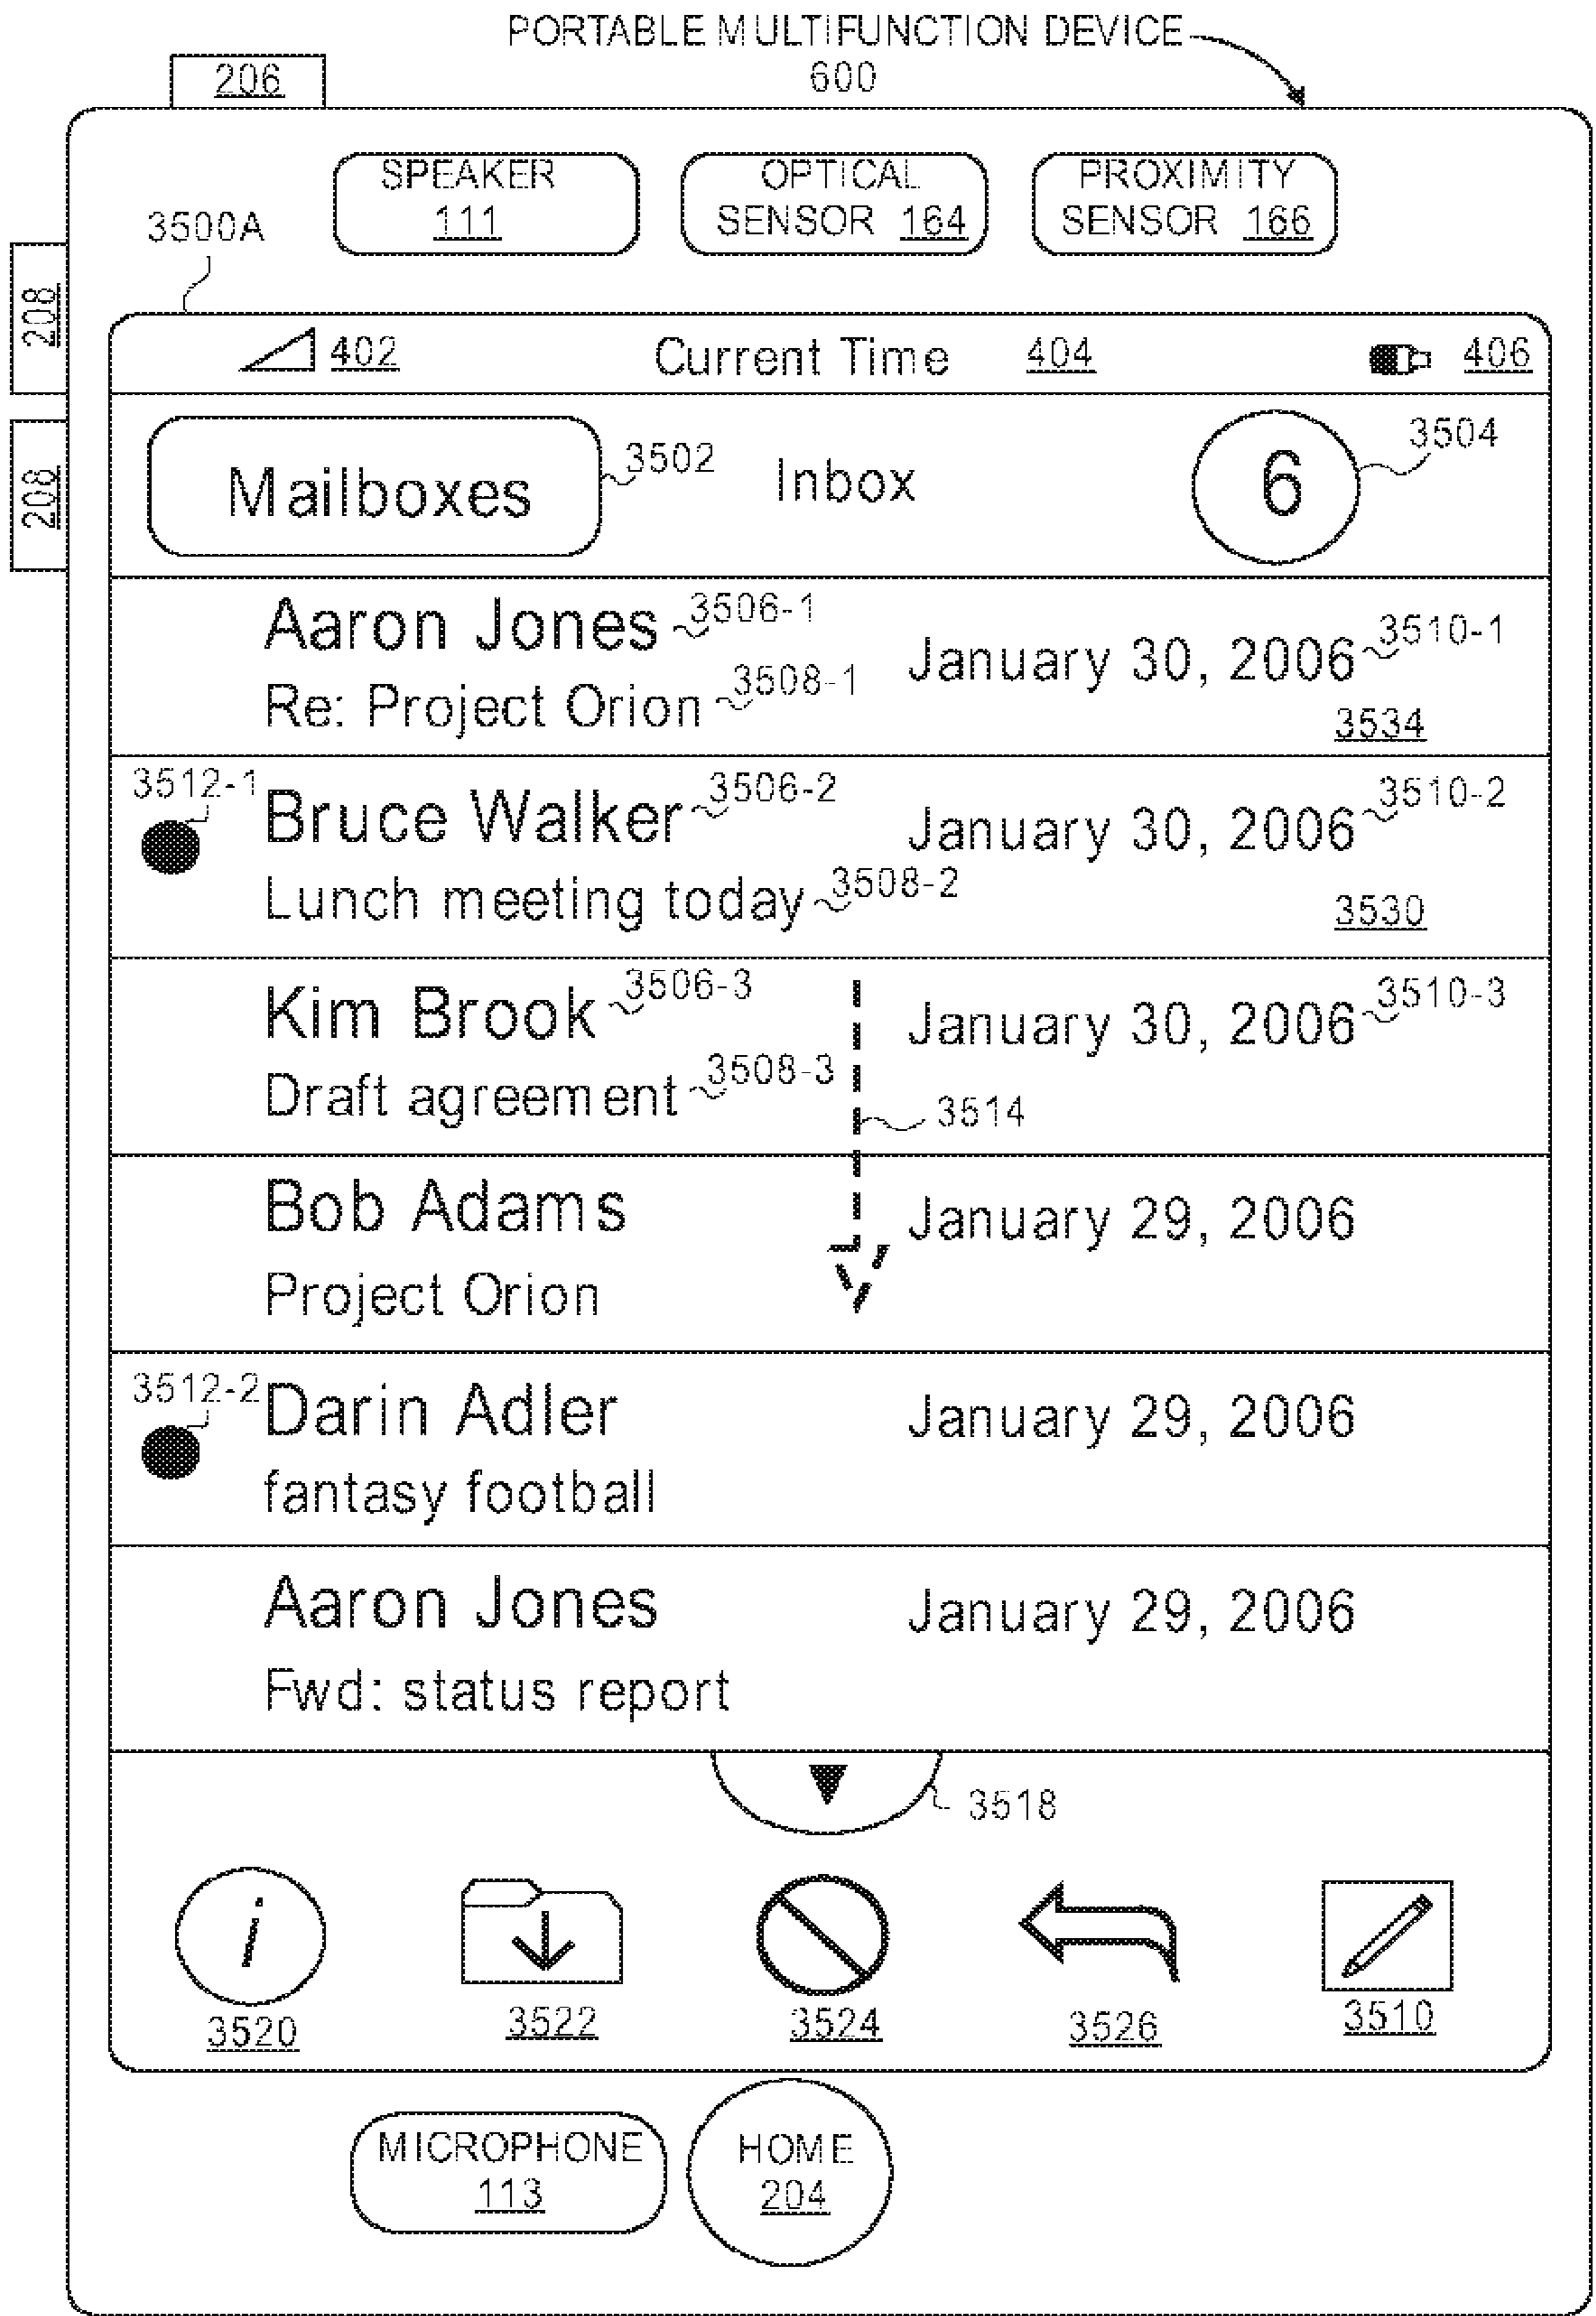 PORTABLE MULTIFUNCTION DEVICE
600
206
SPEAKER
111
OPTICAL
SENSOR 164
PROXIMITY
SENSOR 166
3500A
208
208
402 Current Time 404 406
Mailboxes 3502 Inbox 6 3504
Aaron Jones 3506-1
January 30, 2006 3510-1
Re: Project Orion 3508-1
3534
3512-1
Bruce Walker 3506-2
January 30, 2006 3510-2
Lunch meeting today 3508-2
3530
Kim Brook 3506-3
January 30, 2006 3510-3
Draft agreement 3508-3
3514
Bob Adams
January 29, 2006
Project Orion
3512-2
Darin Adler
January 29, 2006
fantasy football
Aaron Jones
January 29, 2006
Fwd: status report
3518
i
3520 3522 3524 3526 3510
MICROPHONE
113
HOME
204